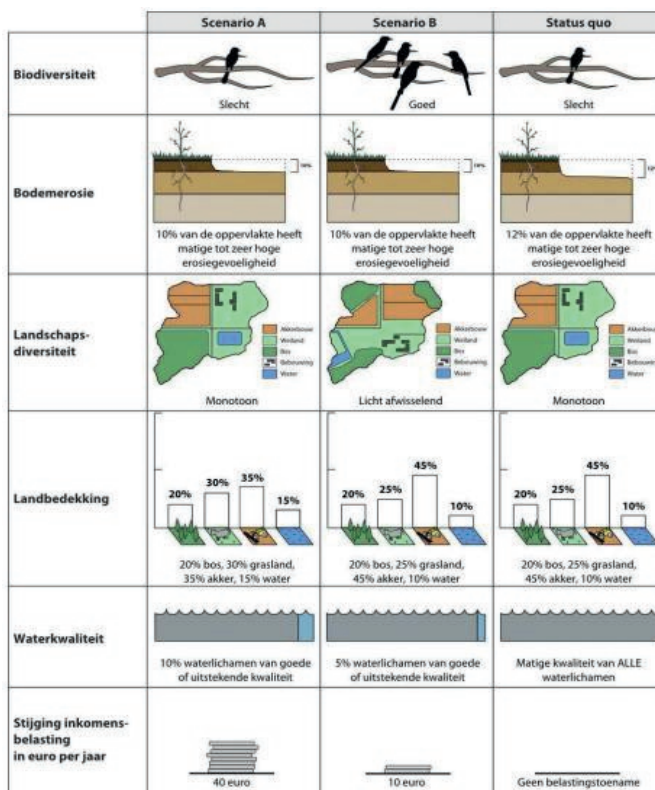 Scenario A Scenario B Status quo
Biodiversiteit
Slecht Goed Slecht
Bodemerosie
10% 10% 12%
10% van de oppervlakte heeft
matige tot zeer hoge
erosiegevoeligheid
10% van de oppervlakte heeft
matige tot zeer hoge
erosiegevoeligheid
12% van de oppervlakte heeft
matige tot zeer hoge
erosiegevoeligheid
Landschaps-
diversiteit
Akkerbouw
Weiland
Bos
Bebouwing
Water
Akkerbouw
Weiland
Bos
Bebouwing
Water
Akkerbouw
Weiland
Bos
Bebouwing
Water
Monotoon Licht afwisselend Monotoon
Landbedekking
20% 30% 35% 15%
20% 25% 45% 10%
20% 25% 45% 10%
20% bos, 30% grasland,
35% akker, 15% water
20% bos, 25% grasland,
45% akker, 10% water
20% bos, 25% grasland,
45% akker, 10% water
Waterkwaliteit
10% waterlichamen van goede
of uitstekende kwaliteit
5% waterlichamen van goede
of uitstekende kwaliteit
Matige kwaliteit van ALLE
waterlichamen
Stijging inkomens-
belasting
in euro per jaar
40 euro 10 euro Geen belastingstoename